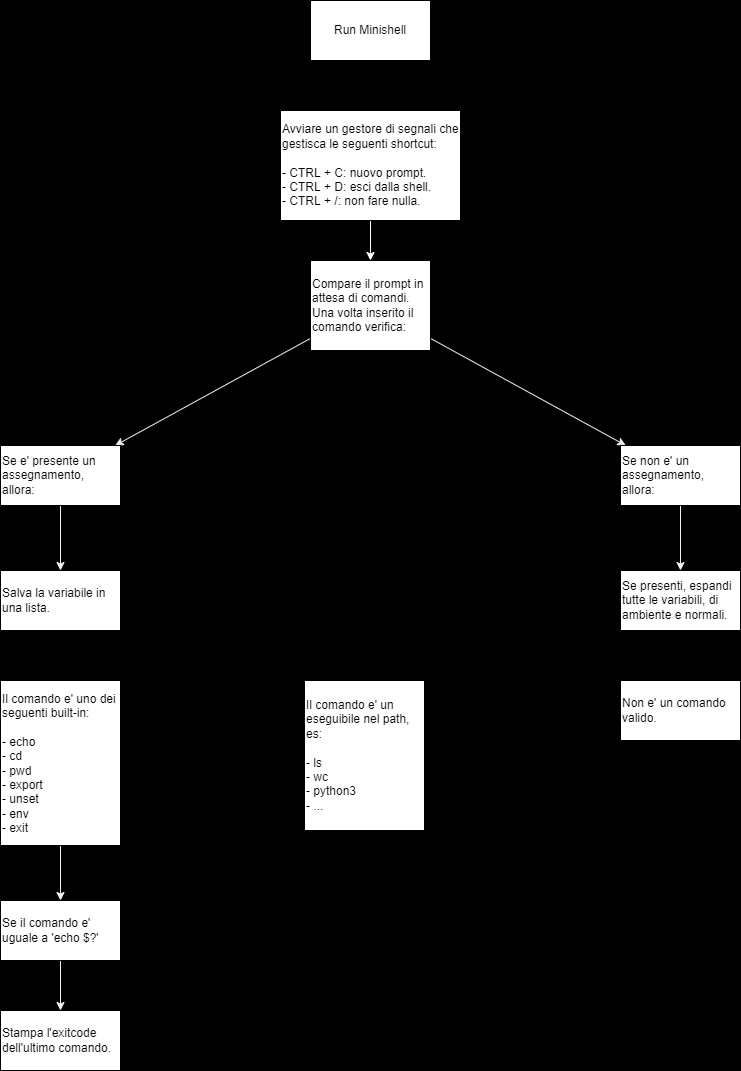 Run Minishell
Avviare un gestore di segnali che
gestisca le seguenti shortcut:
- CTRL + C: nuovo prompt.
- CTRL + D: esci dalla shell.
- CTRL + /: non fare nulla.
Compare il prompt in
attesa di comandi.
Una volta inserito il
comando verifica:
Se e' presente un
assegnamento,
allora:
Se non e' un
assegnamento,
allora:
Salva la variabile in
una lista.
Se presenti, espandi
tutte le variabili, di
ambiente e normali.
Il comando e' uno dei
seguenti built-in:
- echo
- cd
- pwd
- export
- unset
- env
- exit
Il comando e' un
eseguibile nel path,
es:
- ls
- wc
- python3
- ...
Non e' un comando
valido.
Se il comando e'
uguale a 'echo $?'
Stampa l'exitcode
dell'ultimo comando.